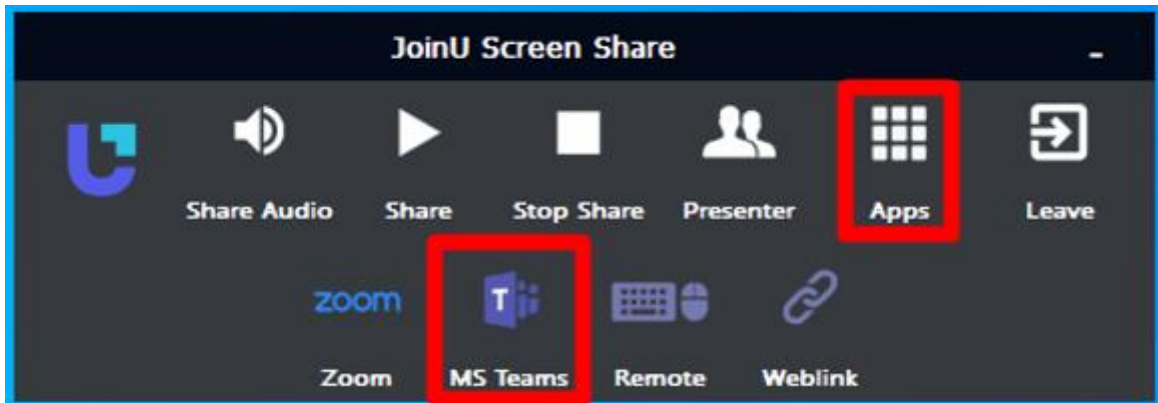 JoinU Screen Share
Share Audio Share Stop Share Presenter Apps Leave
zoom T
Zoom MS Teams Remote Weblink